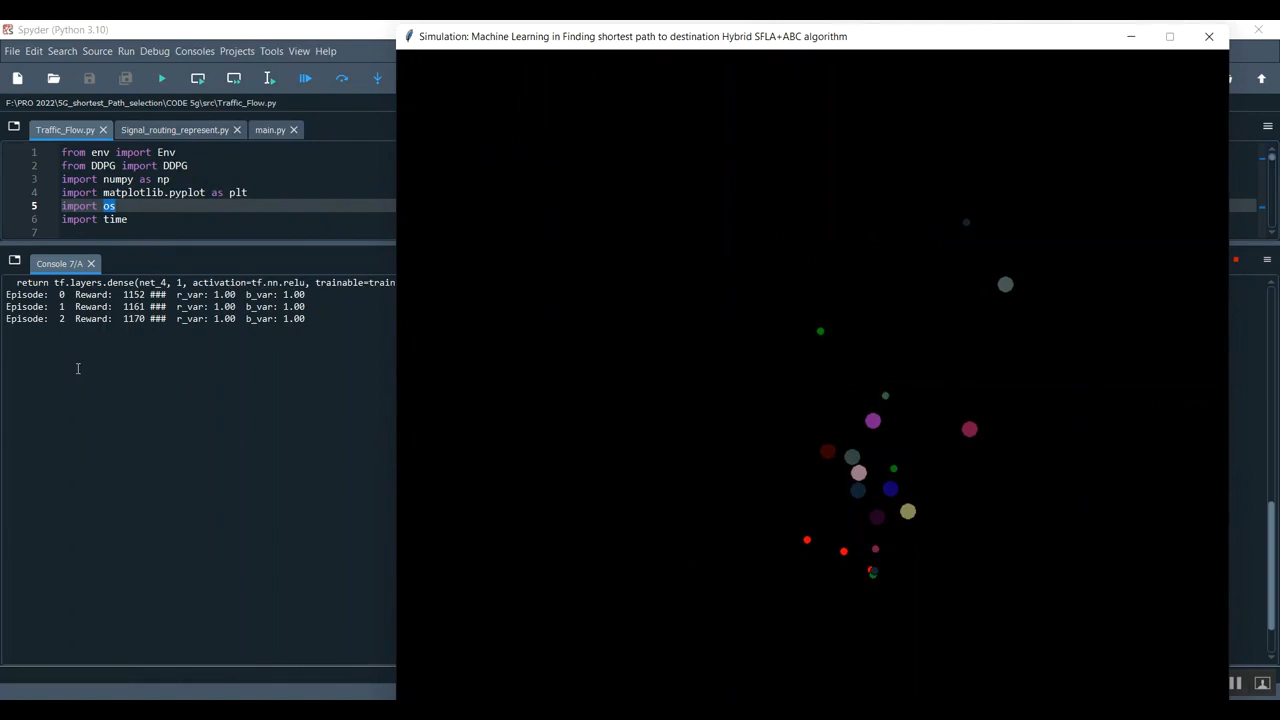 Spyder (Python 3.10)
Simulation: Machine Learning in Finding shortest path to destination Hybrid SFLA+ABC algorithm
File Edit Search Source Run Debug Consoles Projects Tools View Help
F:\PRO 2022\5G_shortest_Path_selection\CODE 5g\src\Traffic_Flow.py
Traffic_Flow.py Signal_routing_represent.py main.py
1 from env import Env
2 from DDPG import DDPG
3 import numpy as np
4 import matplotlib.pyplot as plt
5 import os
6 import time
7
Console 7/A
return tf.layers.dense(net_4, 1, activation=tf.nn.relu, trainable=train
Episode: 0 Reward: 1152 ### r_var: 1.00 b_var: 1.00
Episode: 1 Reward: 1161 ### r_var: 1.00 b_var: 1.00
Episode: 2 Reward: 1170 ### r_var: 1.00 b_var: 1.00